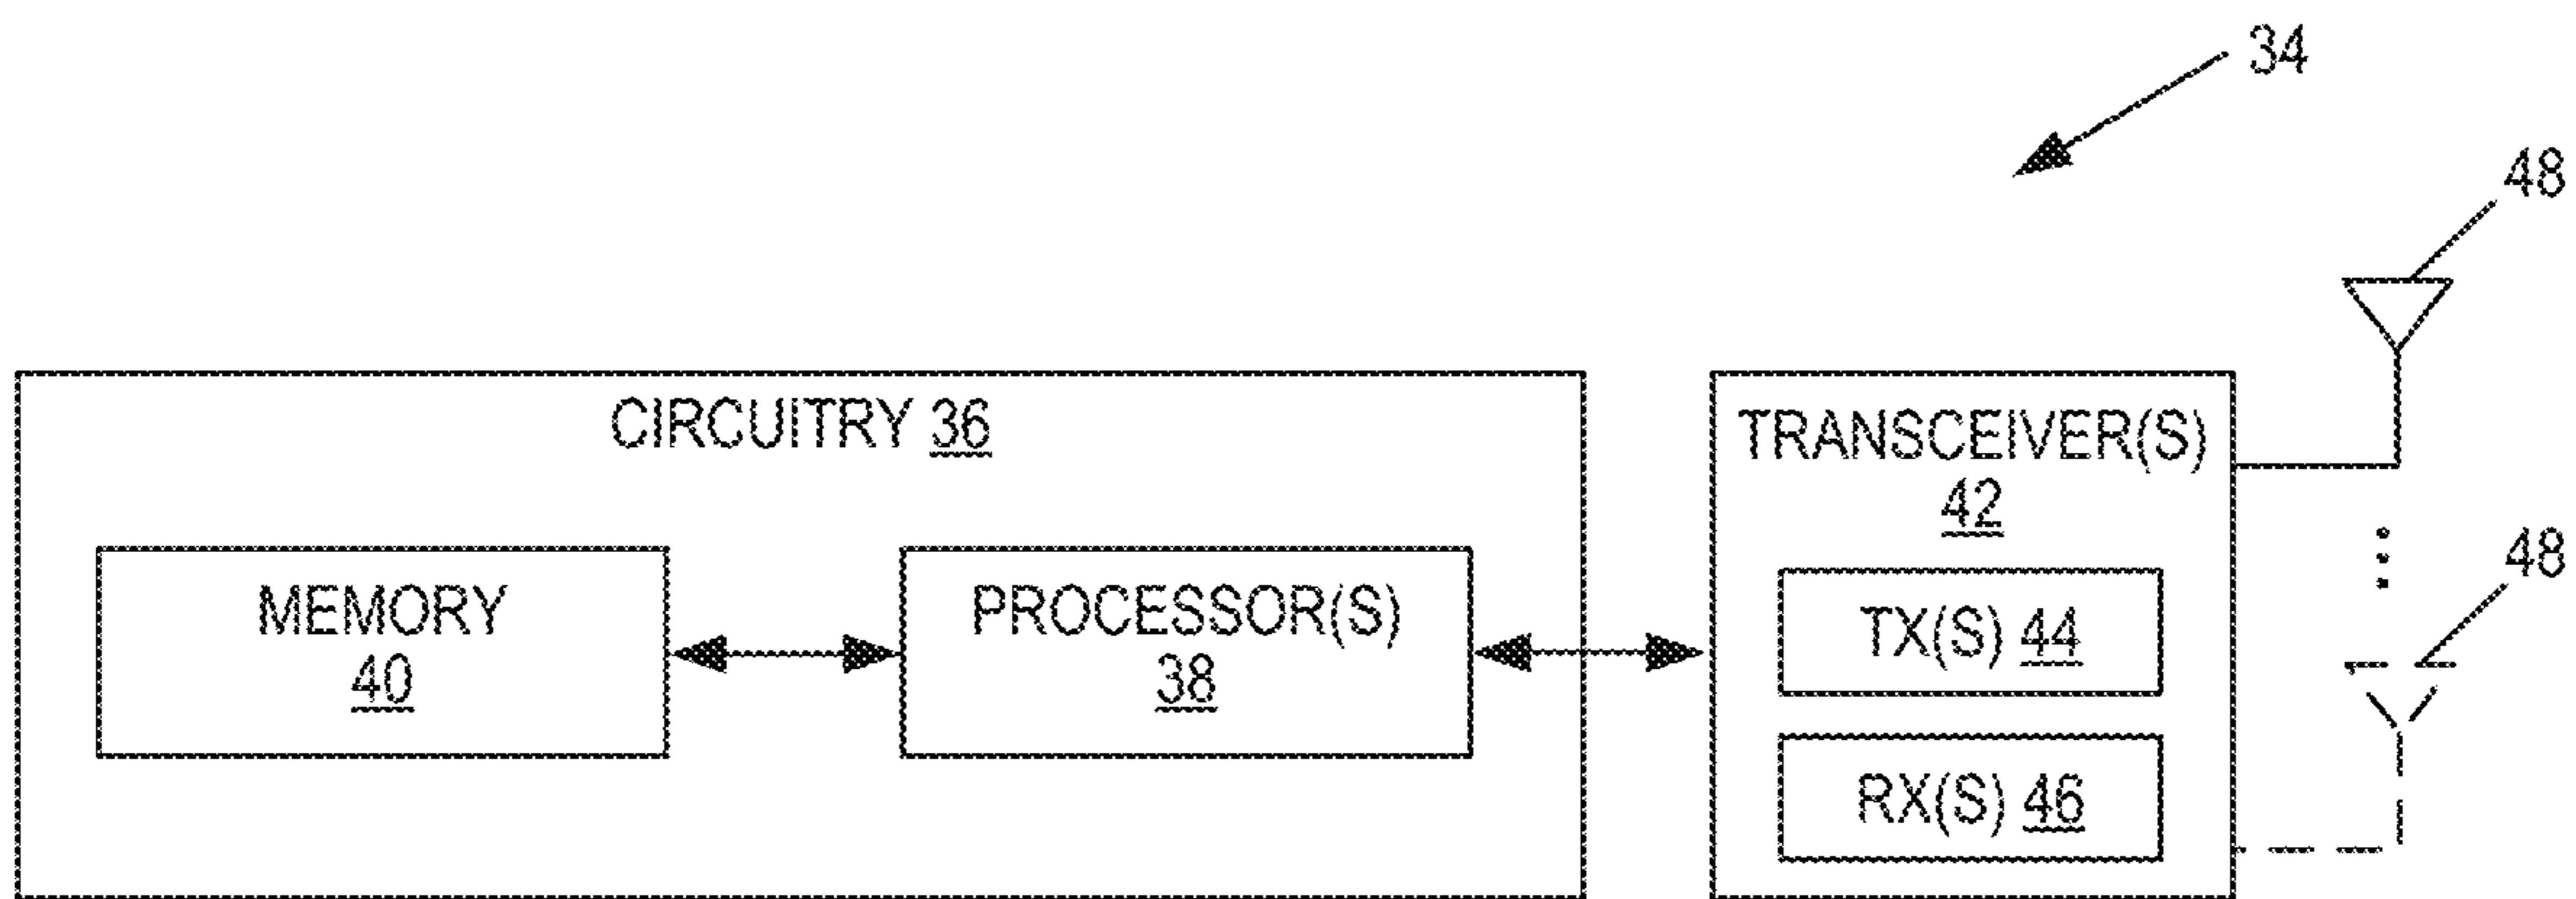 34
48
CIRCUITRY 36
TRANSCEIVER(S)
42
MEMORY
40
PROCESSOR(S)
38
TX(S) 44
48
RX(S) 46